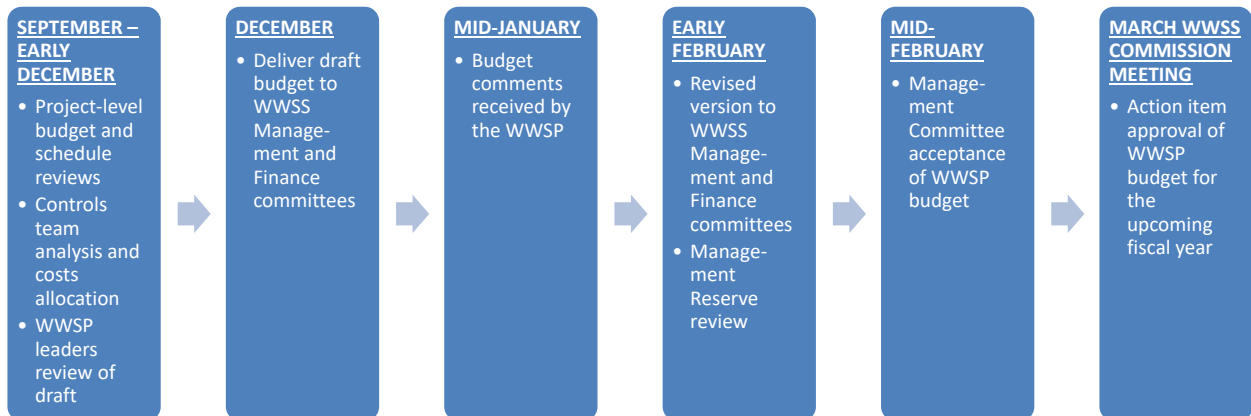 SEPTEMBER –
EARLY
DECEMBER
• Project-level
budget and
schedule
reviews
• Controls
team
analysis and
costs
allocation
• WWSP
leaders
review of
draft
DECEMBER
• Deliver draft
budget to
WWSS
Manage-
ment and
Finance
committees
MID-JANUARY
• Budget
comments
received by
the WWSP
EARLY
FEBRUARY
• Revised
version to
WWSS
Manage-
ment and
Finance
committees
• Manage-
ment
Reserve
review
MID-
FEBRUARY
• Manage-
ment
Committee
acceptance
of WWSP
budget
MARCH WWSS
COMMISSION
MEETING
• Action item
approval of
WWSP
budget for
the
upcoming
fiscal year